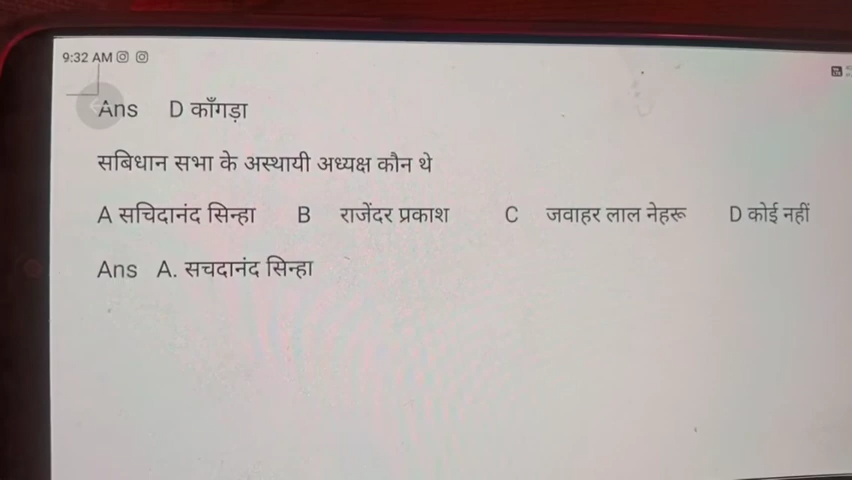 9:32 AM
Ans D काँगड़ा
सबिधान सभा के अस्थायी अध्यक्ष कौन थे
A सचिदानंद सिन्हा B राजेंदर प्रकाश C जवाहर लाल नेहरू D कोई नहीं
Ans A. सचदानंद सिन्हा